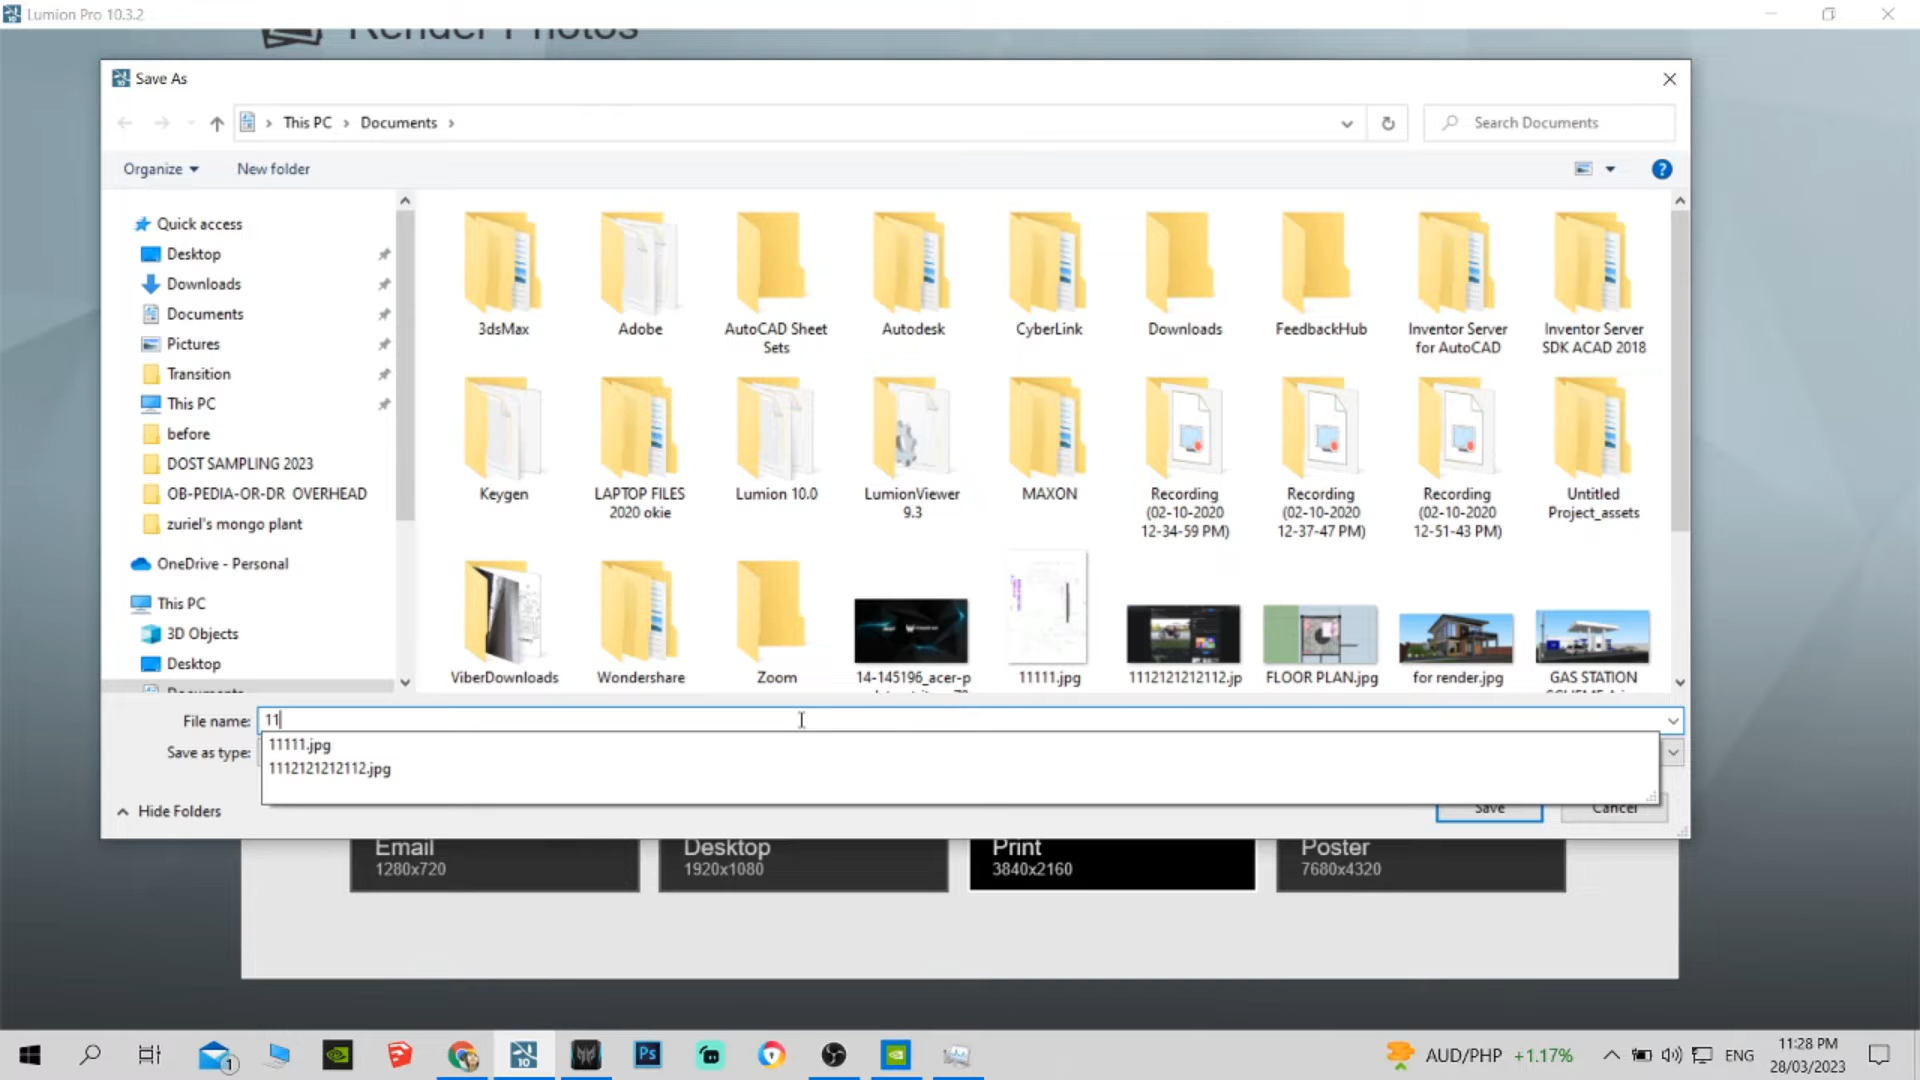 Lumion Pro 10.3.2
Render Photos
Save As
This PC
Documents
Search Documents
Organize
New folder
Quick access
Desktop
Downloads
Documents
Pictures
Transition
This PC
before
DOST SAMPLING 2023
OB-PEDIA-OR-DR OVERHEAD
zuriel's mongo plant
OneDrive - Personal
This PC
3D Objects
Desktop
Documents
3dsMax
Adobe
AutoCAD Sheet
Sets
Autodesk
CyberLink
Downloads
FeedbackHub
Inventor Server
for AutoCAD
Inventor Server
SDK ACAD 2018
Keygen
LAPTOP FILES
2020 okie
Lumion 10.0
LumionViewer
9.3
MAXON
Recording
(02-10-2020
12-34-59 PM)
Recording
(02-10-2020
12-37-47 PM)
Recording
(02-10-2020
12-51-43 PM)
Untitled
Project_assets
ViberDownloads
Wondershare
Zoom
14-145196_acer-p
11111.jpg
1112121212112.jp
FLOOR PLAN.jpg
for render.jpg
GAS STATION
File name:
11
Save as type:
11111.jpg
1112121212112.jpg
Hide Folders
Save
Cancel
Email
1280x720
Desktop
1920x1080
Print
3840x2160
Poster
7680x4320
1
10
Ps
AUD/PHP
+1.17%
ENG
11:28 PM
28/03/2023